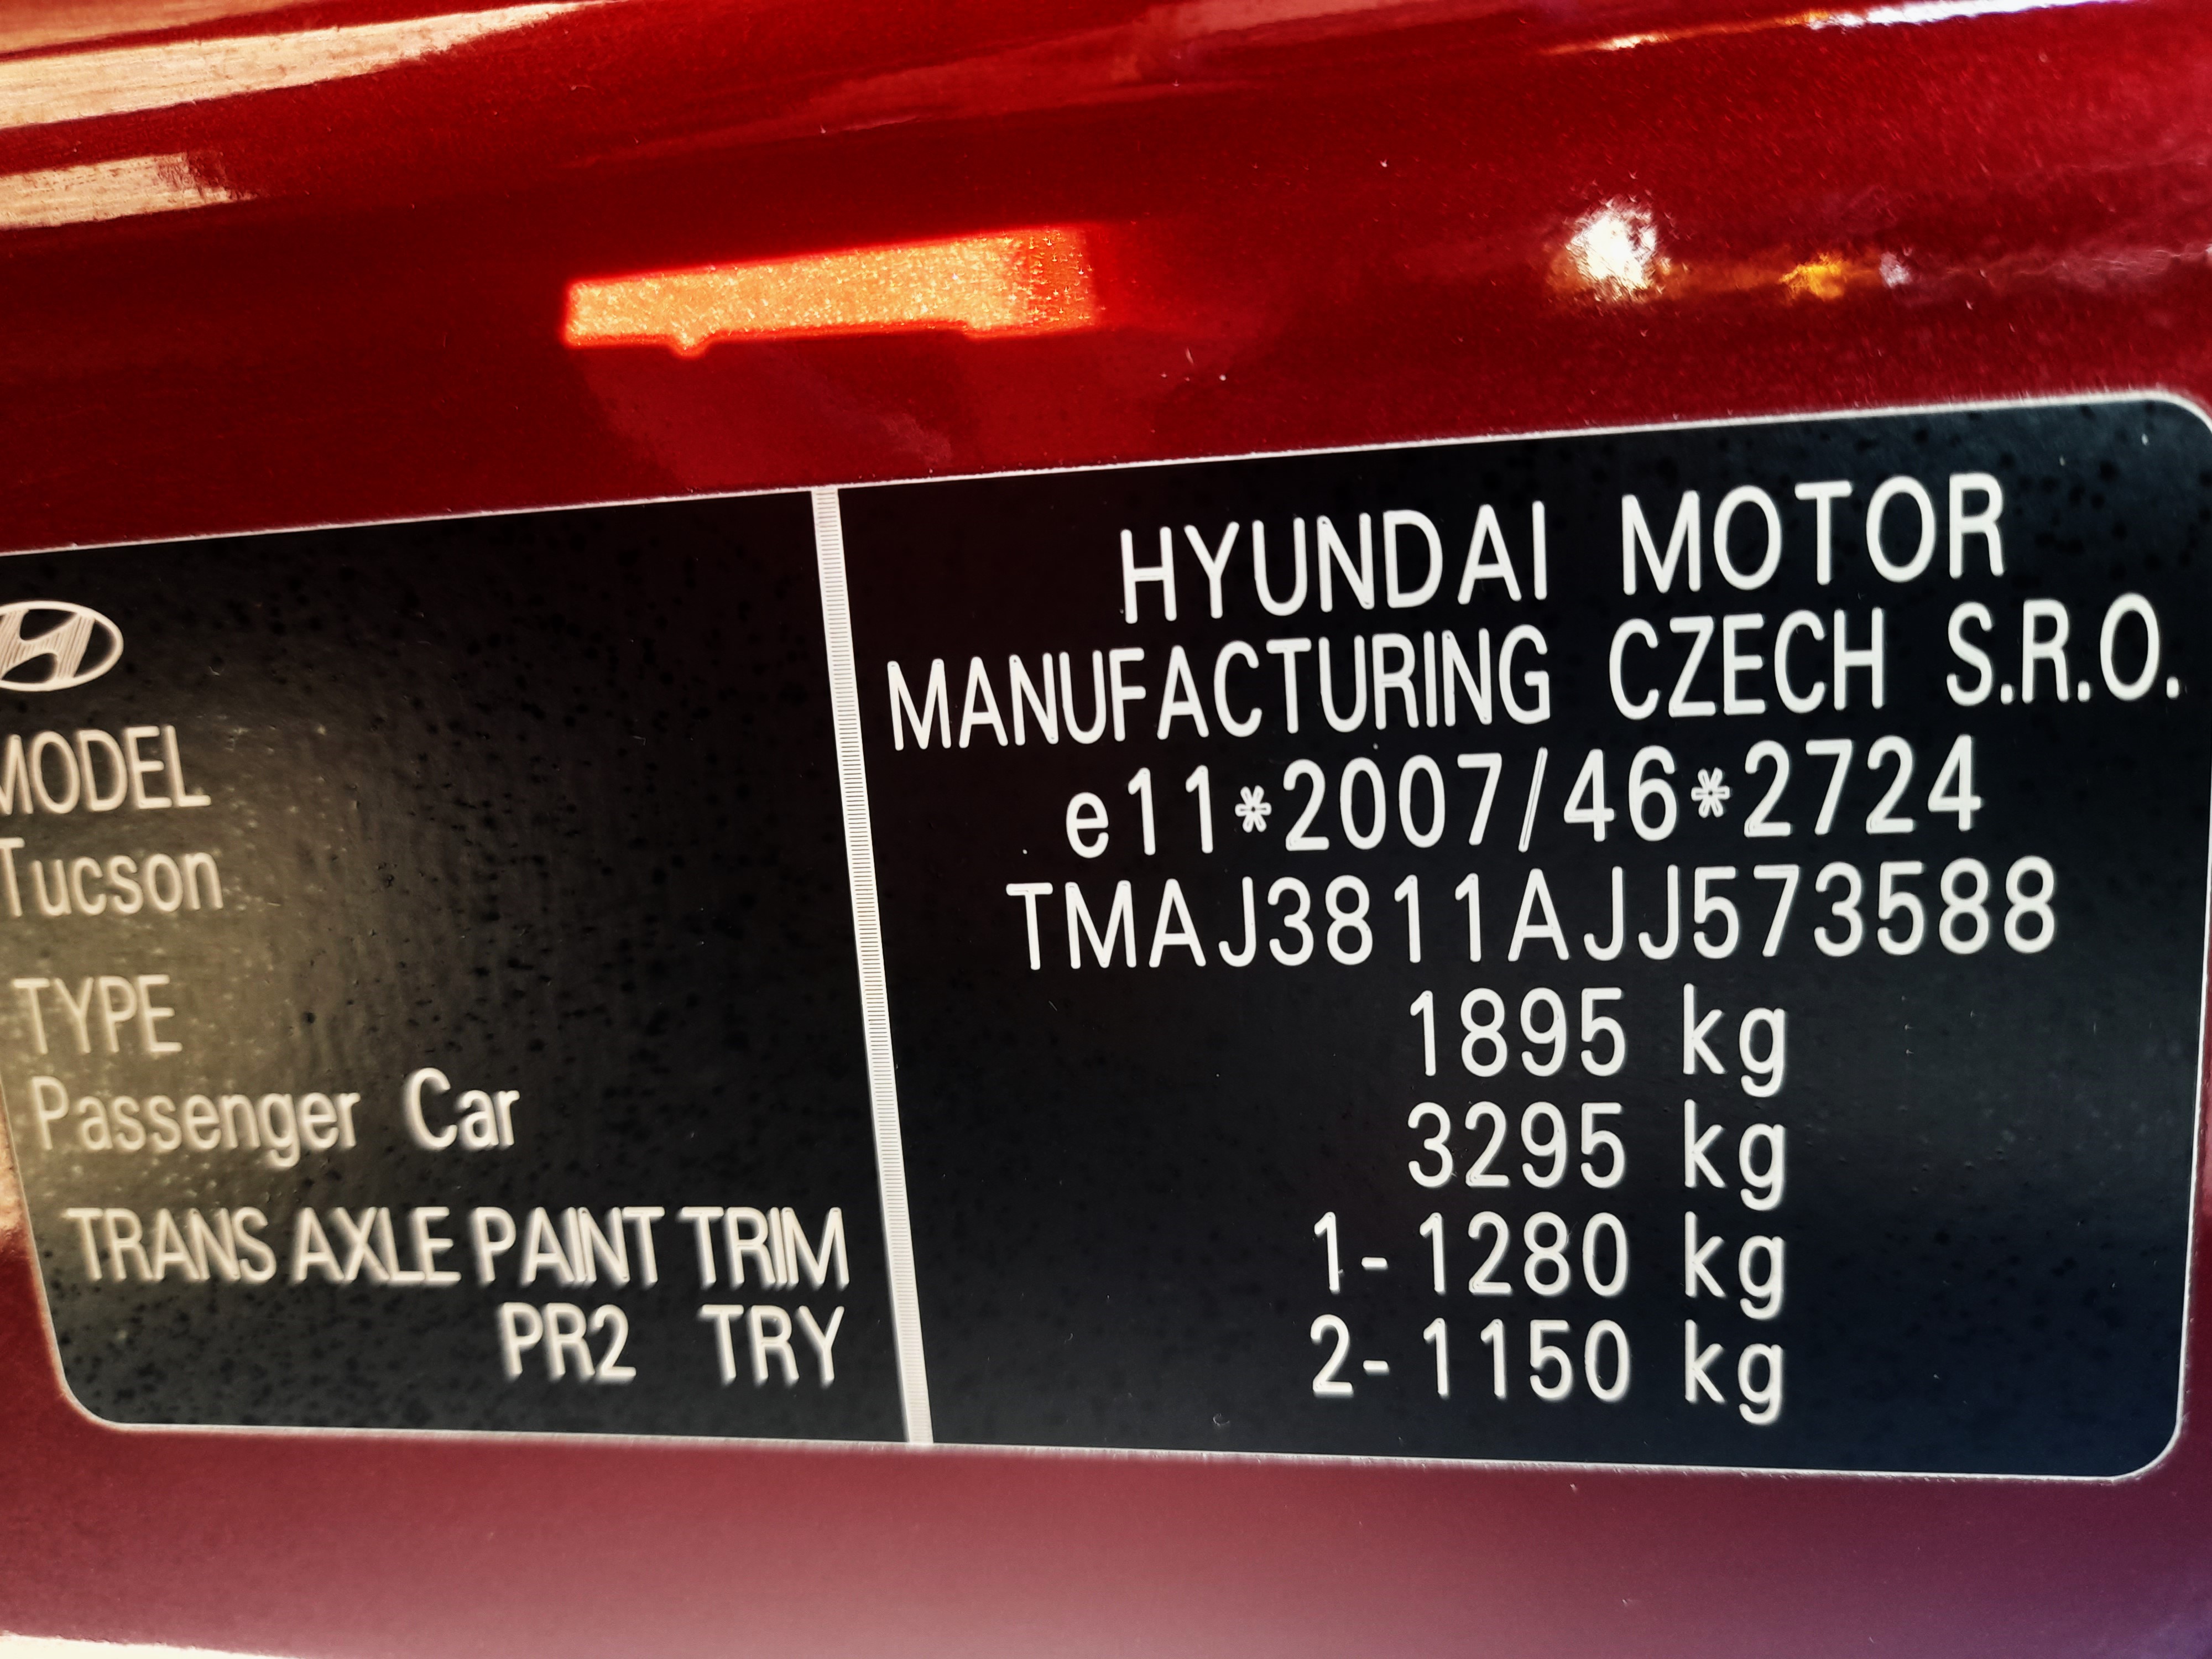 MODEL
Tucson
TYPE
Passenger Car
TRANS AXLE PAINT TRIM
PR2 TRY
HYUNDAI MOTOR
MANUFACTURING CZECH S.R.O.
e11*2007/46*2724
TMAJ3811AJJ573588
1895 kg
3295 kg
1- 1280 kg
2- 1150 kg